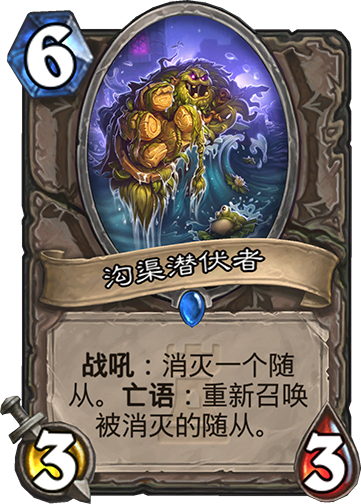 6
沟渠潜伏者
战吼：消灭一个随
从。亡语：重新召唤
被消灭的随从。
3
3